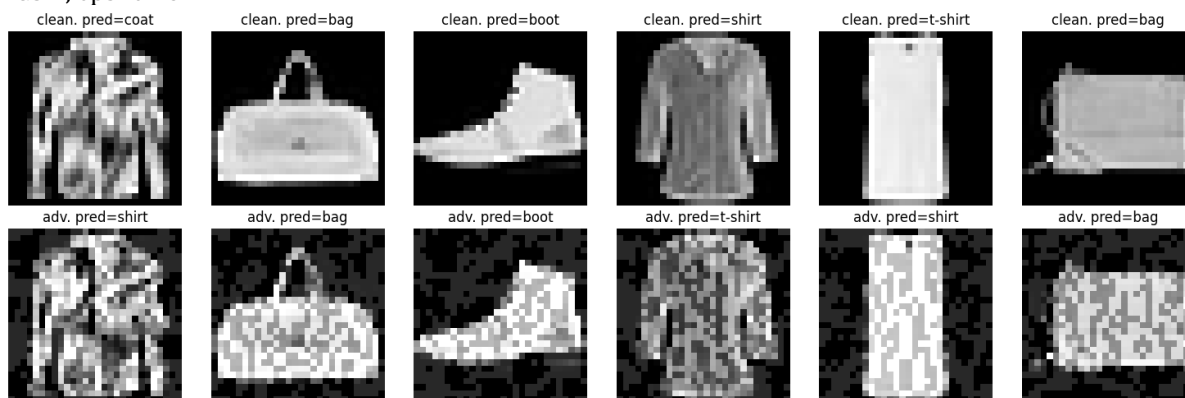 clean. pred=coat clean. pred=bag clean. pred=boot clean. pred=shirt clean. pred=t-shirt clean. pred=bag
adv. pred=shirt adv. pred=bag adv. pred=boot adv. pred=t-shirt adv. pred=shirt adv. pred=bag